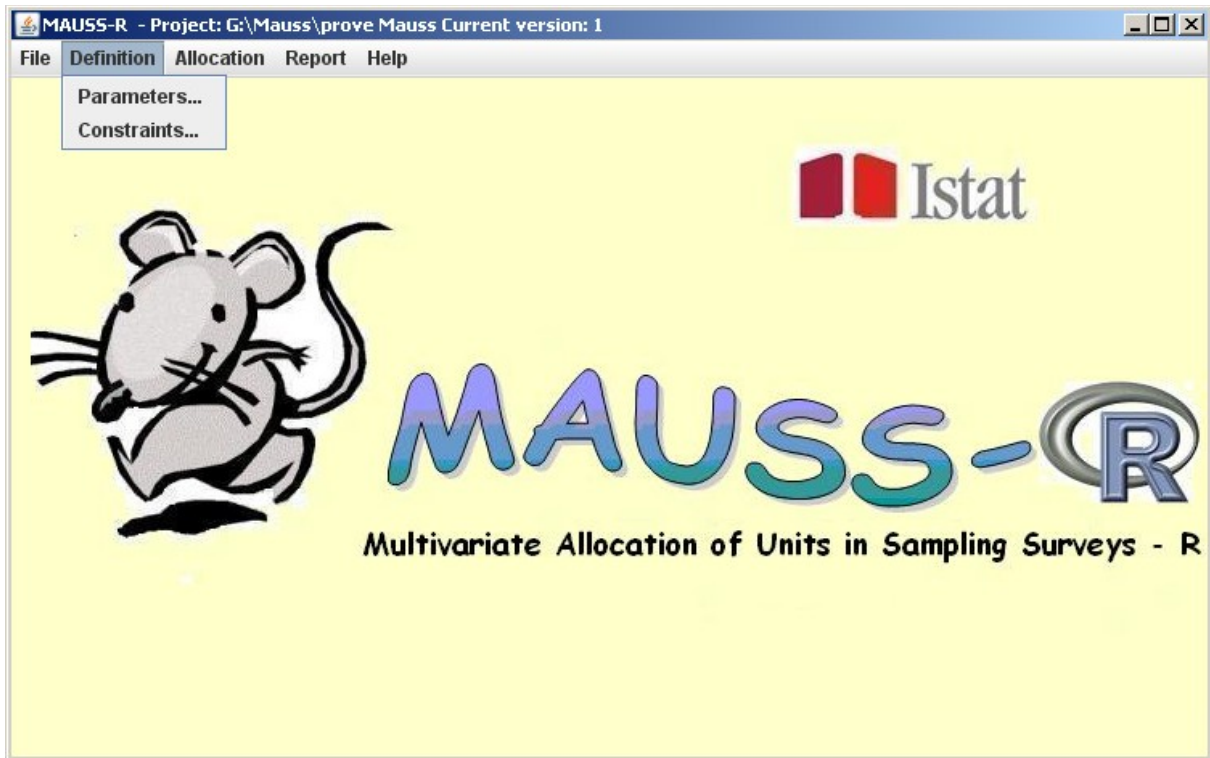 MAUSS-R - Project: G:\Mauss\prove Mauss Current version: 1
File Definition Allocation Report Help
Parameters...
Constraints...
Istat
MAUSS-R
Multivariate Allocation of Units in Sampling Surveys - R